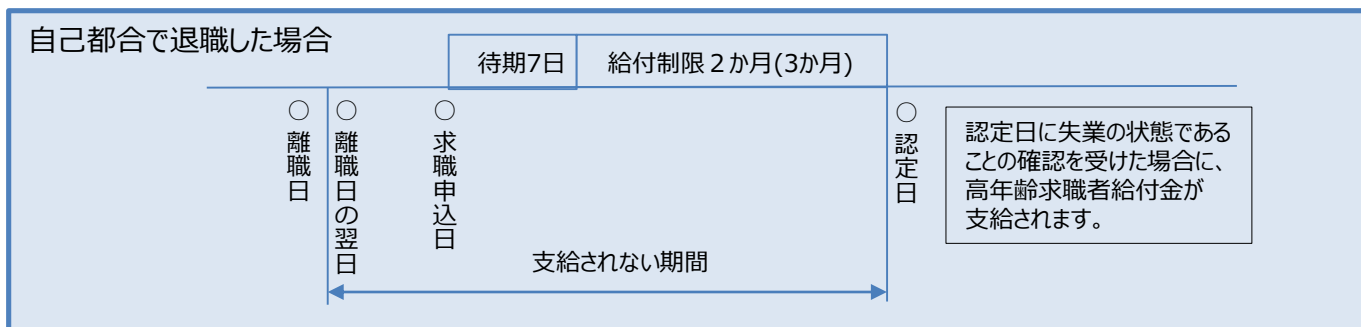 自己都合で退職した場合
待期7日
給付制限２か月(3か月)
○離職日
○離職日の翌日
○求職申込日
○認定日
認定日に失業の状態である
ことの確認を受けた場合に、
高年齢求職者給付金が
支給されます。
支給されない期間